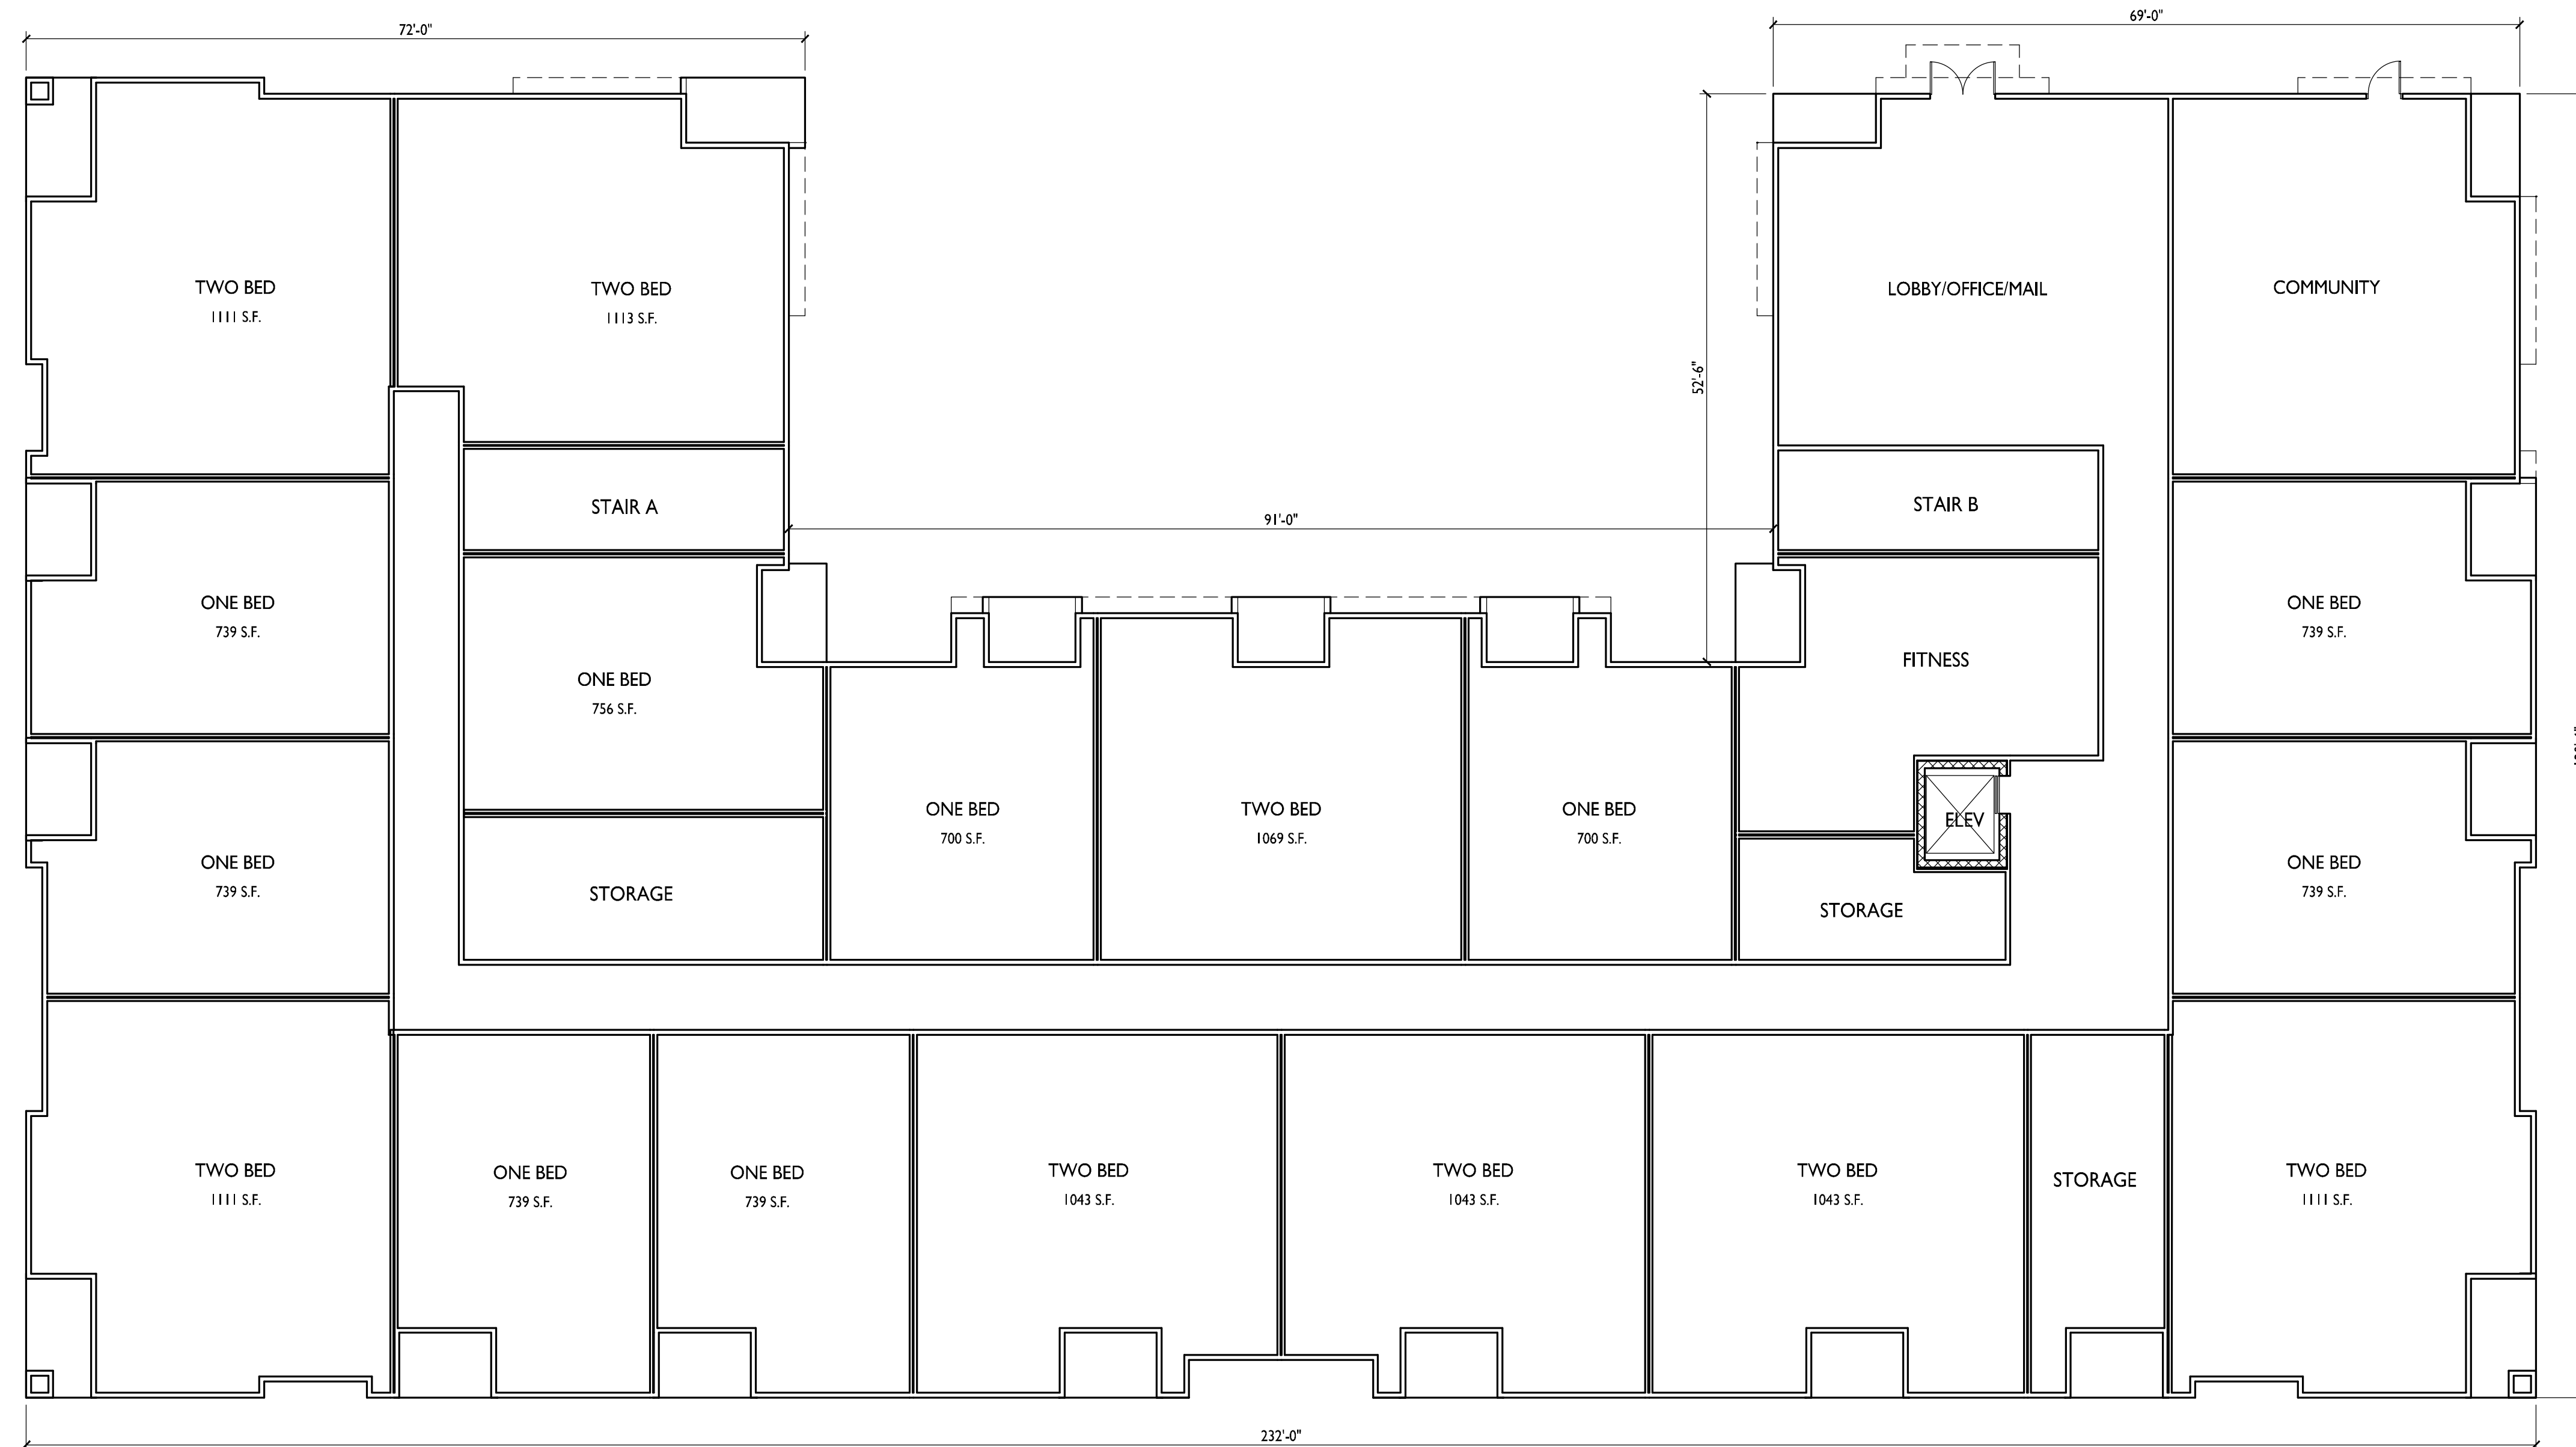 72'-0"
69'-0"
TWO BED
1111 S.F.
TWO BED
1113 S.F.
LOBBY/OFFICE/MAIL
COMMUNITY
52'-6"
STAIR A
91'-0"
STAIR B
ONE BED
739 S.F.
ONE BED
756 S.F.
FITNESS
ONE BED
739 S.F.
ONE BED
700 S.F.
TWO BED
1069 S.F.
ONE BED
700 S.F.
ELEV
ONE BED
739 S.F.
STORAGE
STORAGE
ONE BED
739 S.F.
TWO BED
1111 S.F.
ONE BED
739 S.F.
ONE BED
739 S.F.
TWO BED
1043 S.F.
TWO BED
1043 S.F.
TWO BED
1043 S.F.
STORAGE
TWO BED
1111 S.F.
232'-0"